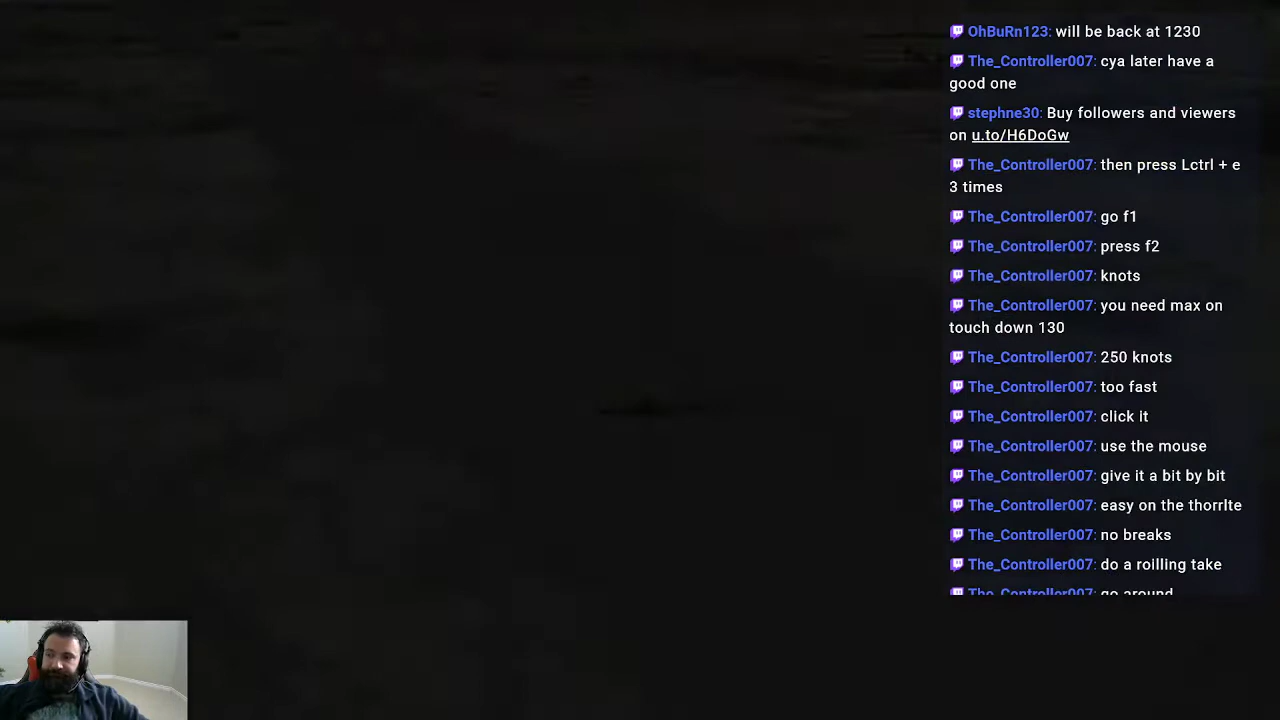 OhBuRn123: will be back at 1230
The_Controller007: cya later have a
good one
stephne30: Buy followers and viewers
on u.to/H6DoGw
The_Controller007: then press Lctrl + e
3 times
The_Controller007: go f1
The_Controller007: press f2
The_Controller007: knots
The_Controller007: you need max on
touch down 130
The_Controller007: 250 knots
The_Controller007: too fast
The_Controller007: click it
The_Controller007: use the mouse
The_Controller007: give it a bit by bit
The_Controller007: easy on the thorrlte
The_Controller007: no breaks
The_Controller007: do a roilling take
The_Controller007: go around